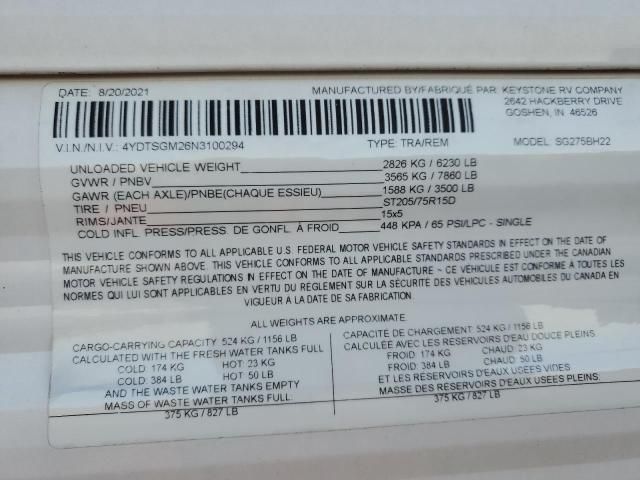 DATE: 8/20/2021 MANUFACTURED BY/FABRIQUÉ PAR: KEYSTONE RV COMPANY
2642 HACKBERRY DRIVE
GOSHEN, IN 46526
V.I.N./N.I.V.: 4YDTSGM26N3100294 TYPE: TRA/REM MODEL: SG275BH22
UNLOADED VEHICLE WEIGHT 2826 KG / 6230 LB
GVWR / PNBV 3565 KG / 7860 LB
GAWR (EACH AXLE)/PNBE(CHAQUE ESSIEU) 1588 KG / 3500 LB
TIRE / PNEU ST205/75R15D
RIMS/JANTE 15x5
COLD INFL. PRESS/PRESS. DE GONFL. À FROID 448 KPA / 65 PSI/LPC - SINGLE
THIS VEHICLE CONFORMS TO ALL APPLICABLE U.S. FEDERAL MOTOR VEHICLE SAFETY STANDARDS IN EFFECT ON THE DATE OF
MANUFACTURE SHOWN ABOVE. THIS VEHICLE CONFORMS TO ALL APPLICABLE STANDARDS PRESCRIBED UNDER THE CANADIAN
MOTOR VEHICLE SAFETY REGULATIONS IN EFFECT ON THE DATE OF MANUFACTURE ~ CE VÉHICULE EST CONFORME À TOUTES LES
NORMES QUI LUI SONT APPLICABLES EN VERTU DU RÈGLEMENT SUR LA SÉCURITÉ DES VÉHICULES AUTOMOBILES DU CANADA EN
VIGUEUR À LA DATE DE SA FABRICATION.
ALL WEIGHTS ARE APPROXIMATE.
CARGO-CARRYING CAPACITY: 524 KG / 1156 LB
CALCULATED WITH THE FRESH WATER TANKS FULL
COLD: 174 KG HOT: 23 KG
COLD: 384 LB HOT: 50 LB
AND THE WASTE WATER TANKS EMPTY
MASS OF WASTE WATER TANKS FULL:
375 KG / 827 LB
CAPACITE DE CHARGEMENT: 524 KG / 1156 LB
CALCULÉE AVEC LES RESERVOIRS D'EAU DOUCE PLEINS
FROID: 174 KG CHAUD: 23 KG
FROID: 384 LB CHAUD: 50 LB
ET LES RESERVOIRS D'EAUX USEES VIDES
MASSE DES RÉSERVOIRS D'EAUX USEES PLEINS:
375 KG / 827 LB